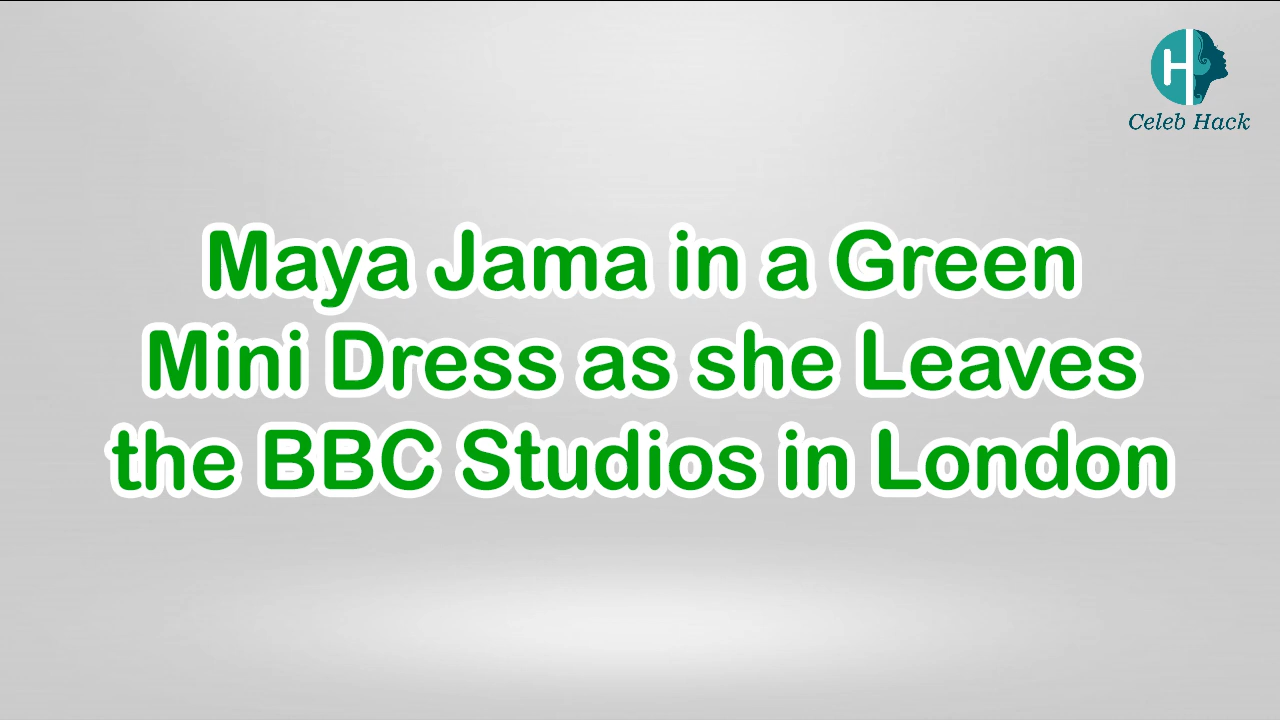 H
Celeb Hack
Maya Jama in a Green
Mini Dress as she Leaves
the BBC Studios in London